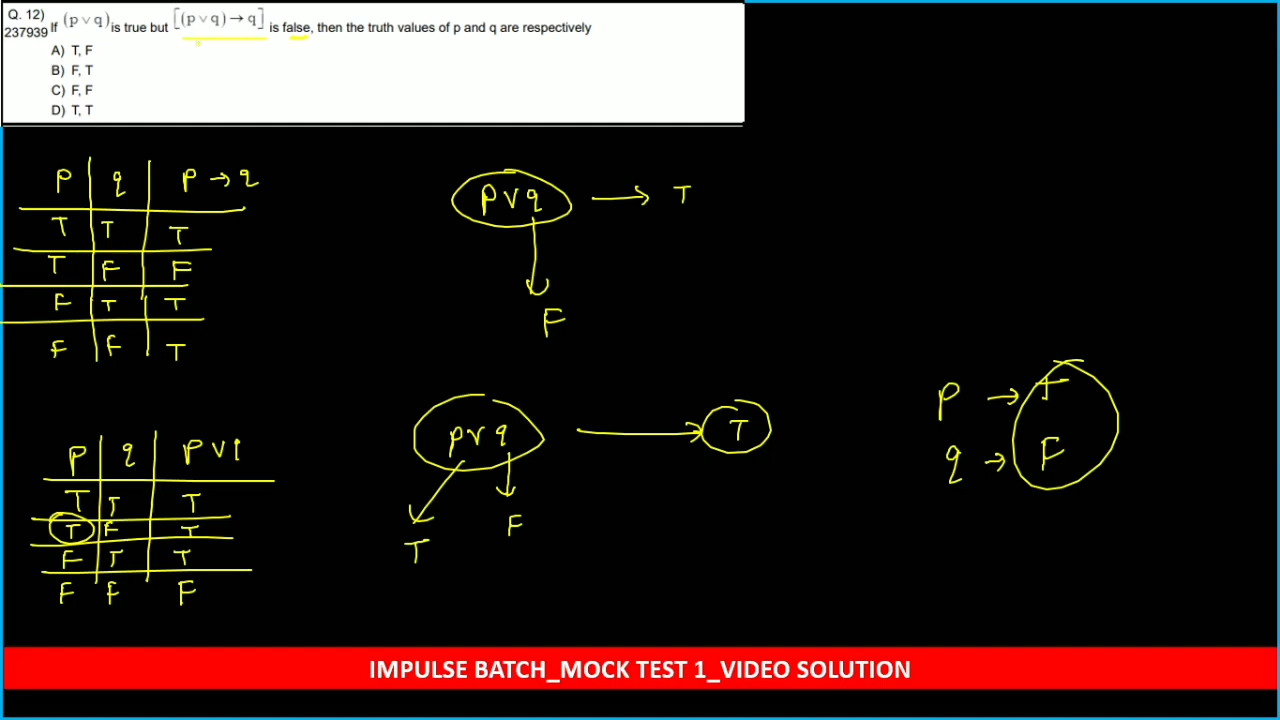 Q. 12)
237939 If (p ∨ q) is true but [(p ∨ q) → q] is false, then the truth values of p and q are respectively
A) T, F
B) F, T
C) F, F
D) T, T
p q p → q
T T T
T F F
F T T
F F T
p ∨ q → T
F
p q p ∨
T T T
T F T
F T T
F F F
p ∨ q → T
T F
p → T
q → F
IMPULSE BATCH_MOCK TEST 1_VIDEO SOLUTION